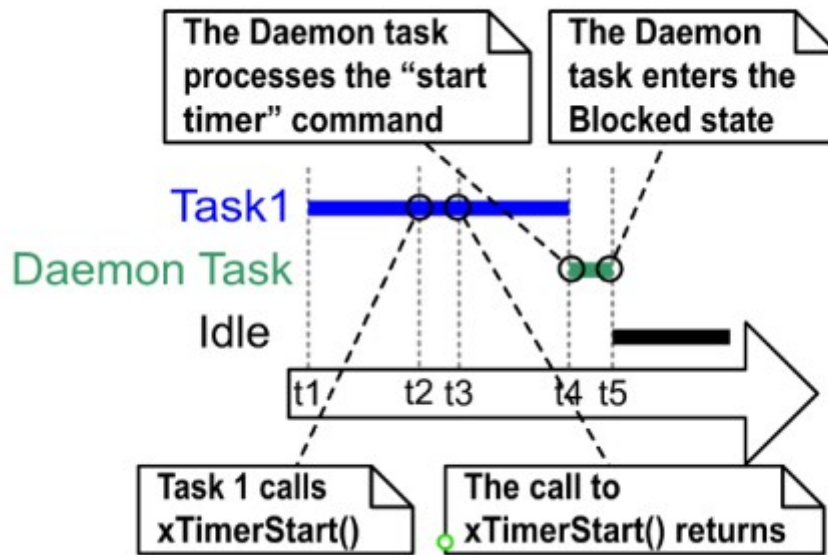 The Daemon task
processes the “start
timer” command
The Daemon
task enters the
Blocked state
Task1
Daemon Task
Idle
t1 t2 t3 t4 t5
Task 1 calls
xTimerStart()
The call to
xTimerStart() returns